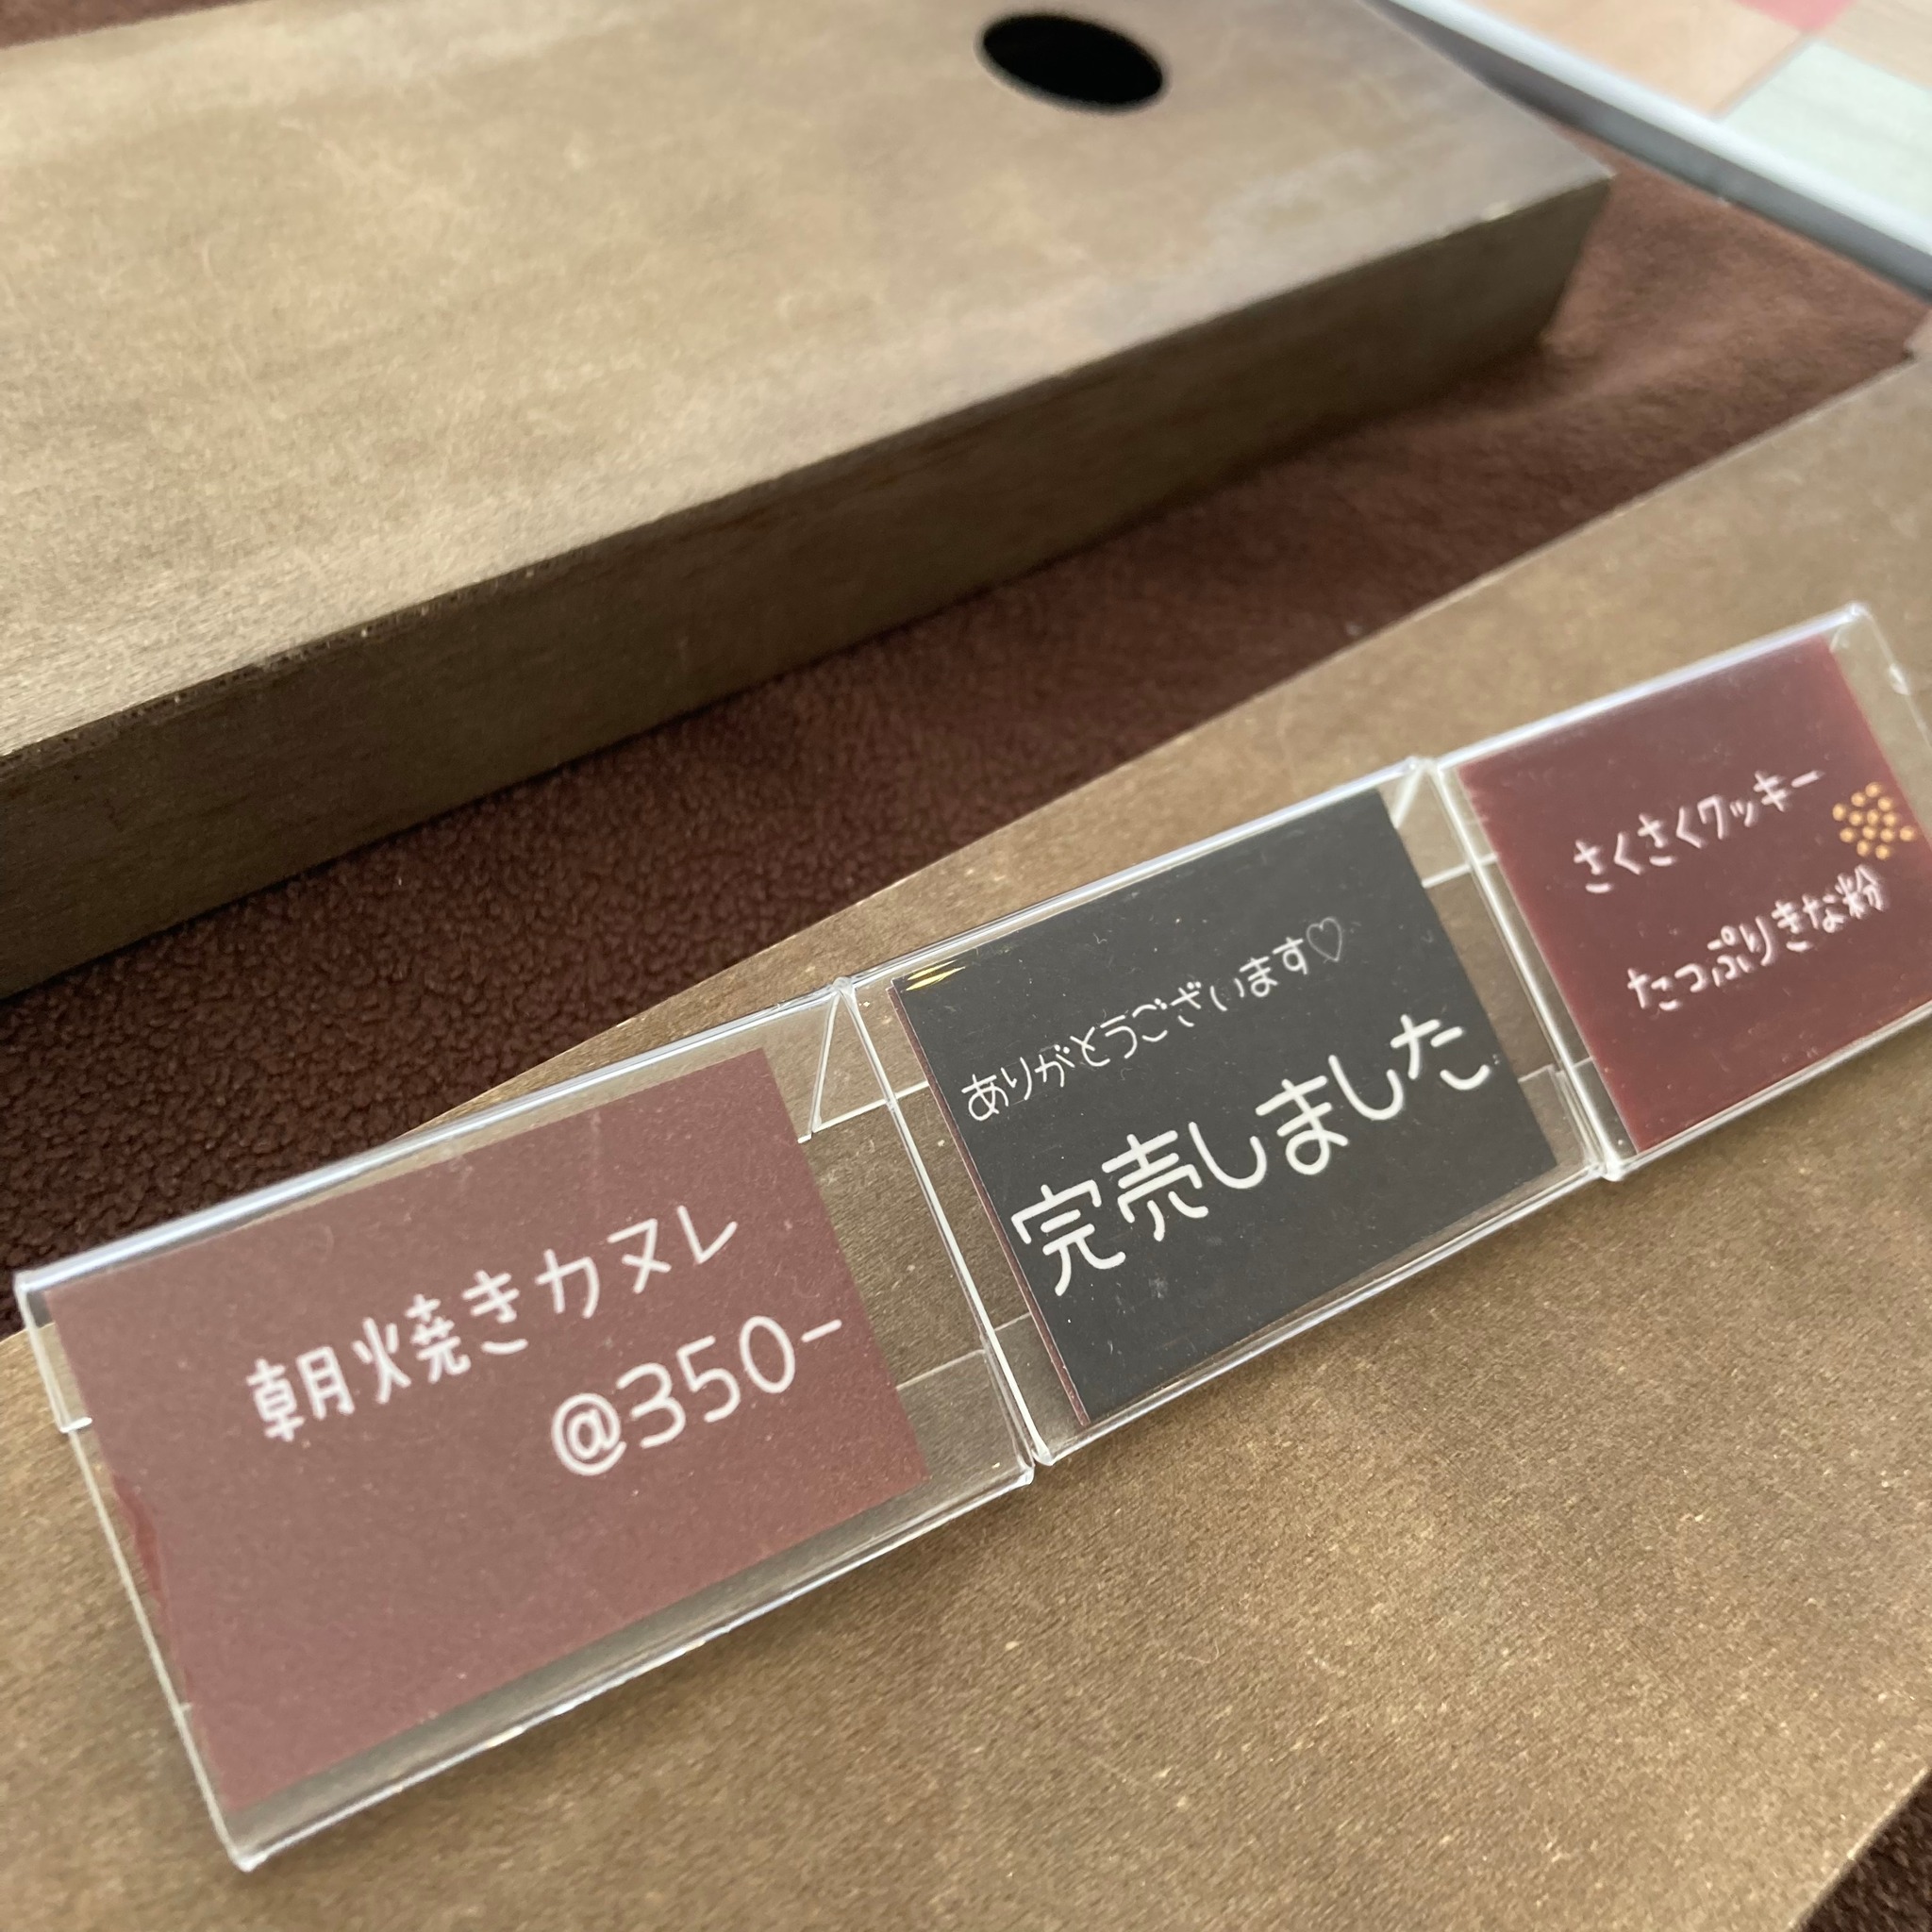 朝焼きカヌレ
@350-
ありがとうございます♡
完売しました
さくさくクッキー
たっぷりきな粉